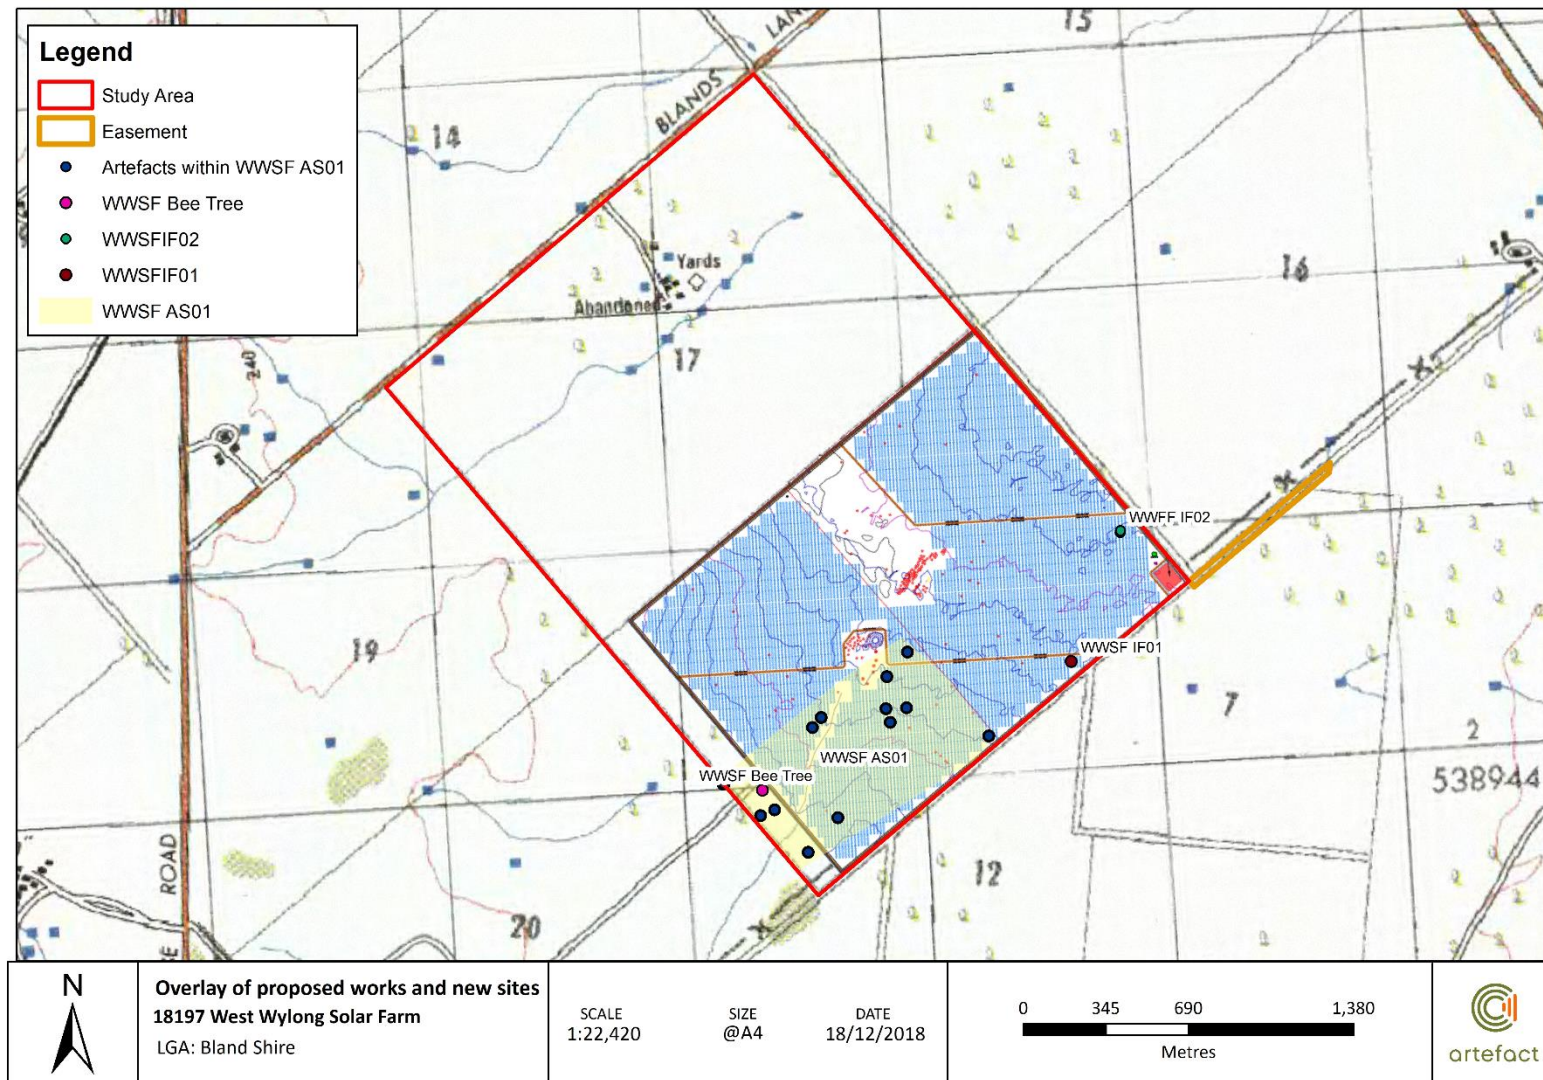 Legend
Study Area
Easement
Artefacts within WWSF AS01
WWSF Bee Tree
WWSFIF02
WWSFIF01
WWSF AS01
BLANDS
LAN
15
14
16
Yards
Abandoned
17
240
19
WWFF IF02
WWSF IF01
7
2
538944
WWSF AS01
WWSF Bee Tree
12
20
ROAD
N
Overlay of proposed works and new sites
18197 West Wylong Solar Farm
LGA: Bland Shire
SCALE
1:22,420
SIZE
@A4
DATE
18/12/2018
0 345 690 1,380
Metres
artefact